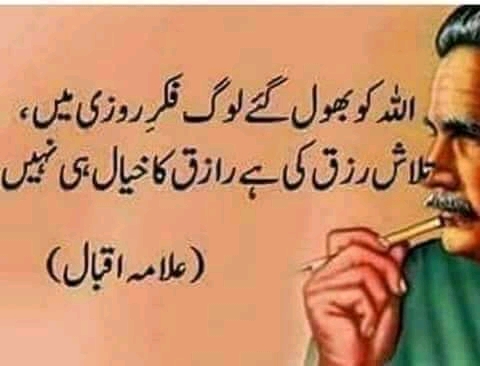 اللہ کو بھول گئے لوگ فکرِ روزی میں،
تلاش رزق کی ہے رازق کا خیال ہی نہیں
(علامہ اقبال)